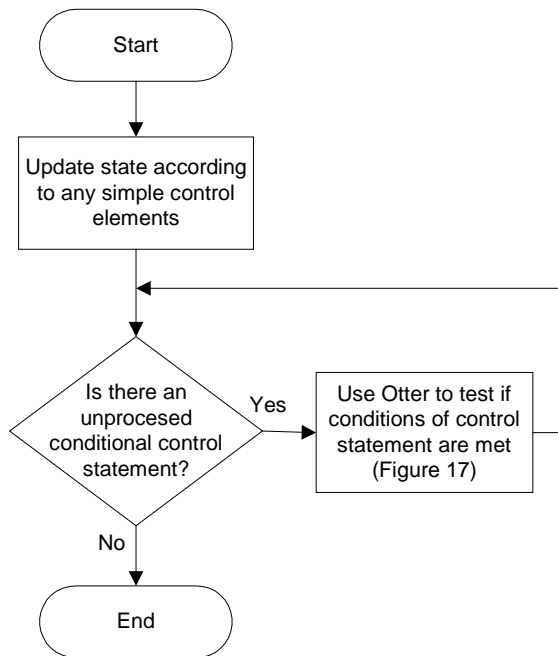 Start
Update state according
to any simple control
elements
Is there an
unprocesed
conditional control
statement?
Yes
Use Otter to test if
conditions of control
statement are met
(Figure 17)
No
End